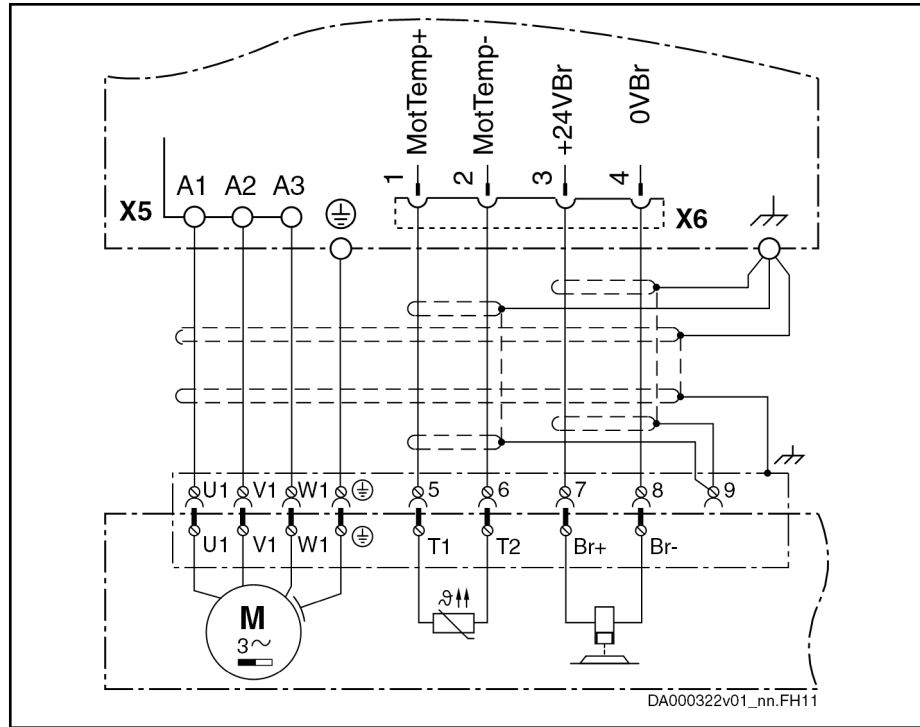 MotTemp+
MotTemp-
+24VBr
0VBr
1
2
3
4
A1 A2 A3
X5
X6
U1 V1 W1 5 6 7 8 9
U1 V1 W1 T1 T2 Br+ Br-
ϑ
M
3~
DA000322v01_nn.FH11